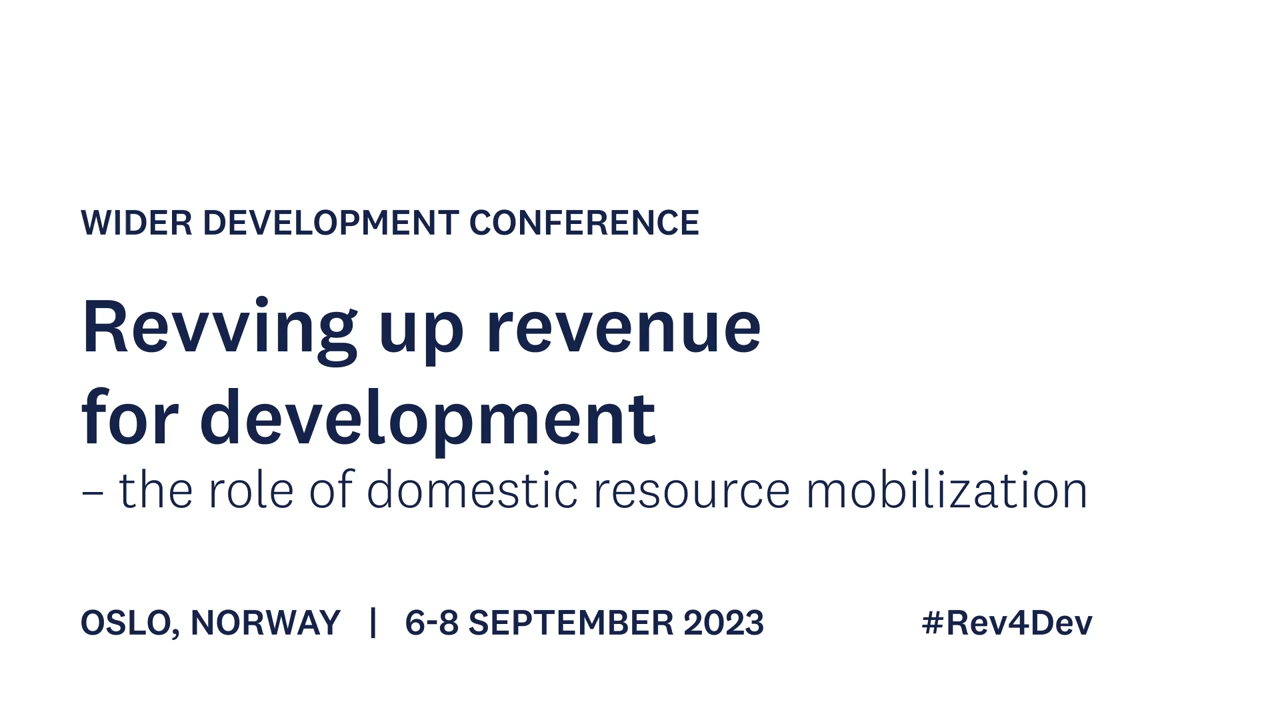 WIDER DEVELOPMENT CONFERENCE
Revving up revenue
for development
– the role of domestic resource mobilization
OSLO, NORWAY | 6-8 SEPTEMBER 2023 #Rev4Dev